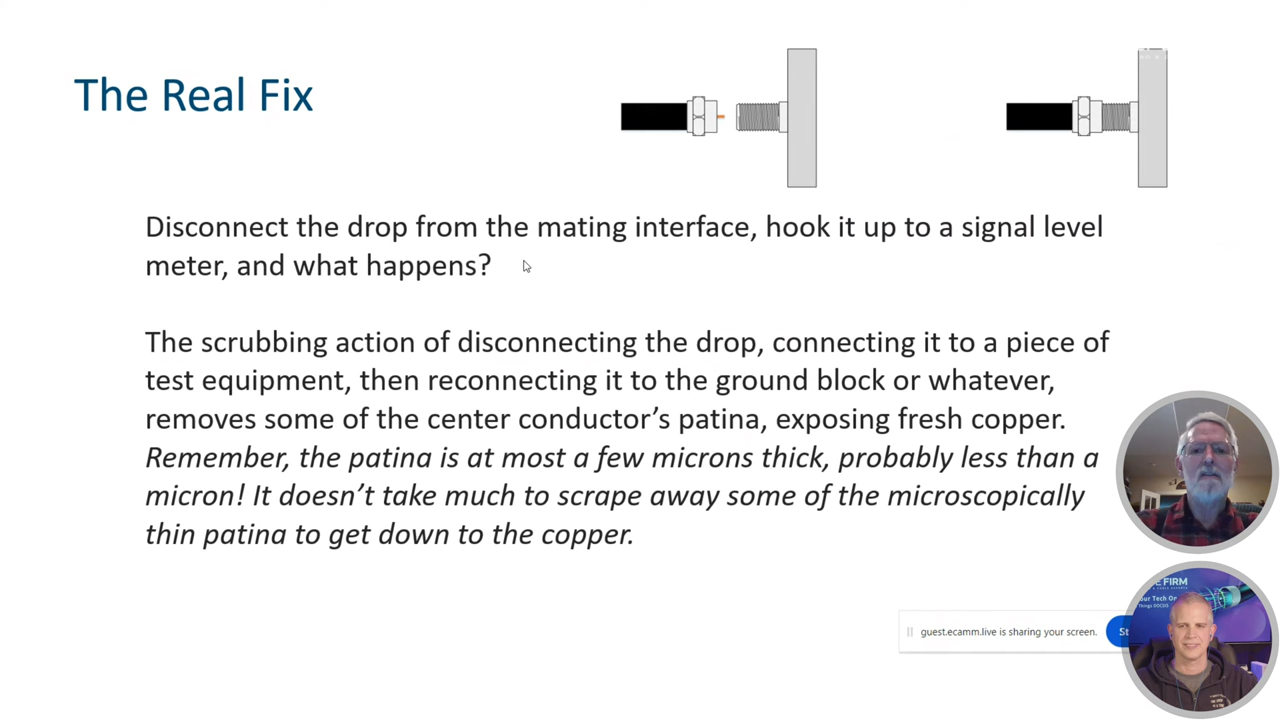 The Real Fix
Disconnect the drop from the mating interface, hook it up to a signal level
meter, and what happens?
The scrubbing action of disconnecting the drop, connecting it to a piece of
test equipment, then reconnecting it to the ground block or whatever,
removes some of the center conductor’s patina, exposing fresh copper.
Remember, the patina is at most a few microns thick, probably less than a
micron! It doesn’t take much to scrape away some of the microscopically
thin patina to get down to the copper.
FIRM
guest.ecamm.live is sharing your screen.